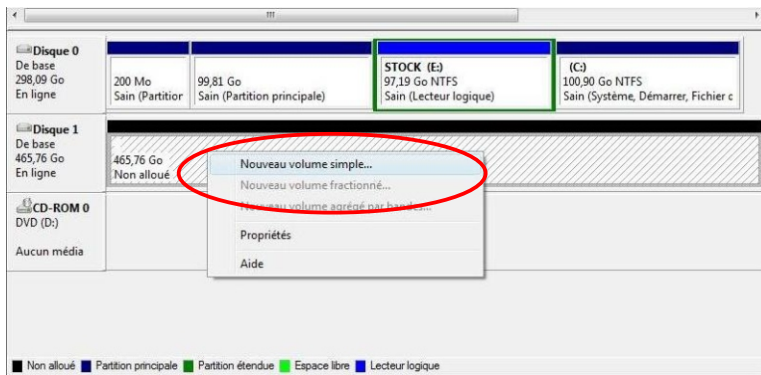 Disque 0
De base
298,09 Go
En ligne
200 Mo
Sain (Partitior
99,81 Go
Sain (Partition principale)
STOCK (E:)
97,19 Go NTFS
Sain (Lecteur logique)
(C:)
100,90 Go NTFS
Sain (Système, Démarrer, Fichier c
Disque 1
De base
465,76 Go
En ligne
465,76 Go
Non alloué
Nouveau volume simple...
Nouveau volume fractionné...
Nouveau volume agrégé par bandes...
Propriétés
Aide
CD-ROM 0
DVD (D:)
Aucun média
Non alloué Partition principale Partition étendue Espace libre Lecteur logique